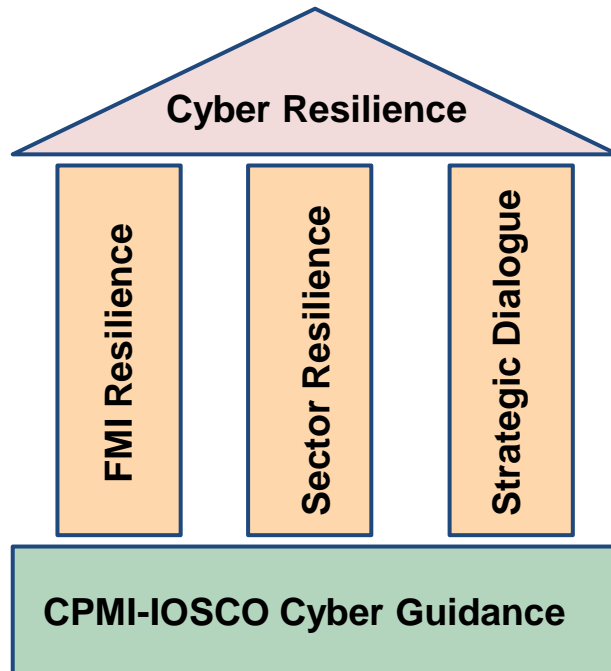 Cyber Resilience
FMI Resilience
Sector Resilience
Strategic Dialogue
CPMI-IOSCO Cyber Guidance